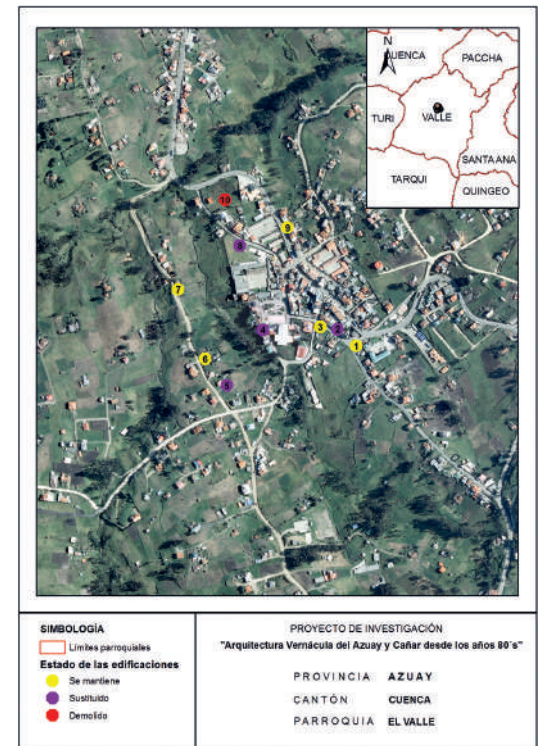 N
CUENCA
PACCHA
TURI
VALLE
SANTA ANA
TARQUI
QUINGEO
10
9
8
7
4
3
2
1
6
5
SIMBOLOGÍA
Límites parroquiales
Estado de las edificaciones
Se mantiene
Sustituido
Demolido
PROYECTO DE INVESTIGACIÓN
"Arquitectura Vernácula del Azuay y Cañar desde los años 80´s"
PROVINCIA AZUAY
CANTÓN CUENCA
PARROQUIA EL VALLE